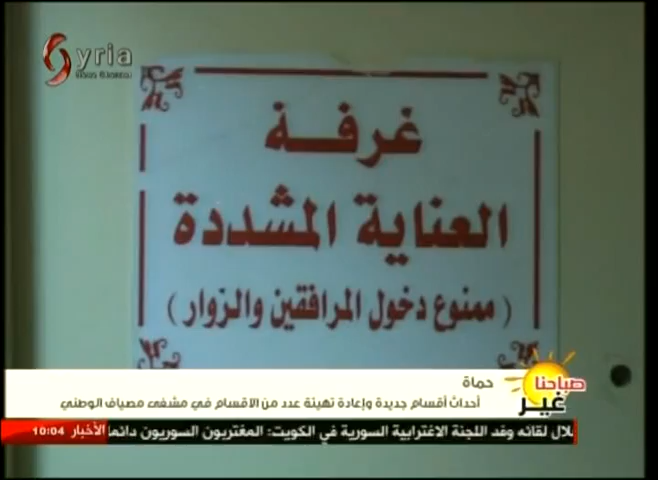 Syria
غرفة
العناية المشددة
( ممنوع دخول المرافقين والزوار )
صباحنا
غير
حماة
أحداث أقسام جديدة وإعادة تهيئة عدد من الأقسام في مشفى مصياف الوطني
لال لقائه وفد اللجنة الاغترابية السورية في الكويت: المغتربون السوريون دائما
الأخبار
10:04